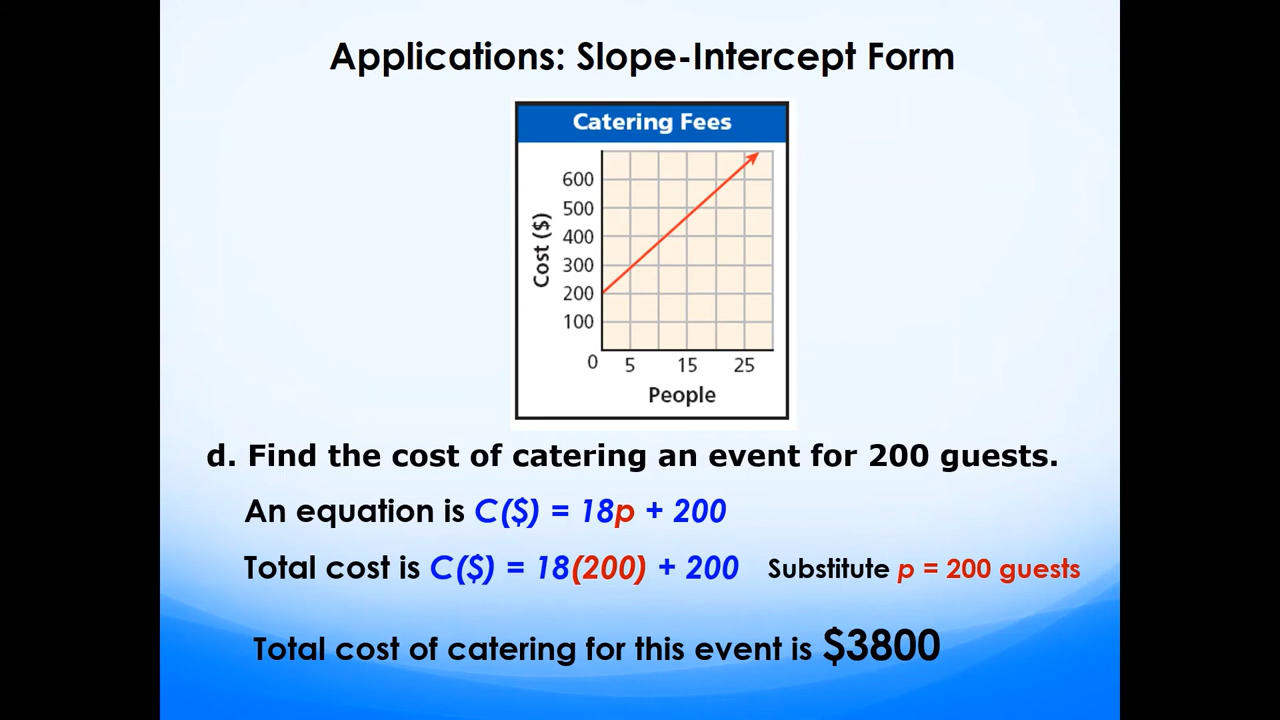 Applications: Slope-Intercept Form
Catering Fees
Cost ($)
600
500
400
300
200
100
0 5 15 25
People
d. Find the cost of catering an event for 200 guests.
An equation is C($) = 18p + 200
Total cost is C($) = 18(200) + 200 Substitute p = 200 guests
Total cost of catering for this event is $3800